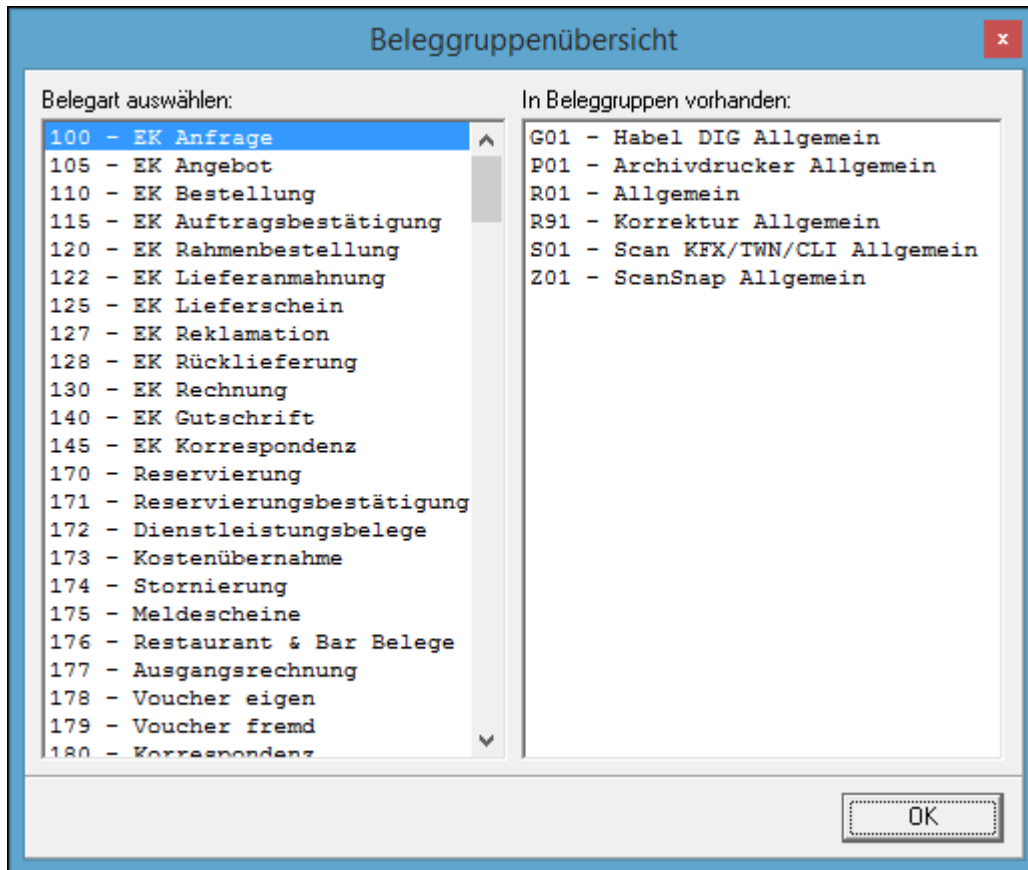 Beleggruppenübersicht
x
Belegart auswählen:
100 - EK Anfrage
105 - EK Angebot
110 - EK Bestellung
115 - EK Auftragsbestätigung
120 - EK Rahmenbestellung
122 - EK Lieferanmahnung
125 - EK Lieferschein
127 - EK Reklamation
128 - EK Rücklieferung
130 - EK Rechnung
140 - EK Gutschrift
145 - EK Korrespondenz
170 - Reservierung
171 - Reservierungsbestätigung
172 - Dienstleistungsbelege
173 - Kostenübernahme
174 - Stornierung
175 - Meldescheine
176 - Restaurant & Bar Belege
177 - Ausgangsrechnung
178 - Voucher eigen
179 - Voucher fremd
180 - Korrespondenz
In Beleggruppen vorhanden:
G01 - Habel DIG Allgemein
P01 - Archivdrucker Allgemein
R01 - Allgemein
R91 - Korrektur Allgemein
S01 - Scan KFX/TWN/CLI Allgemein
Z01 - ScanSnap Allgemein
OK